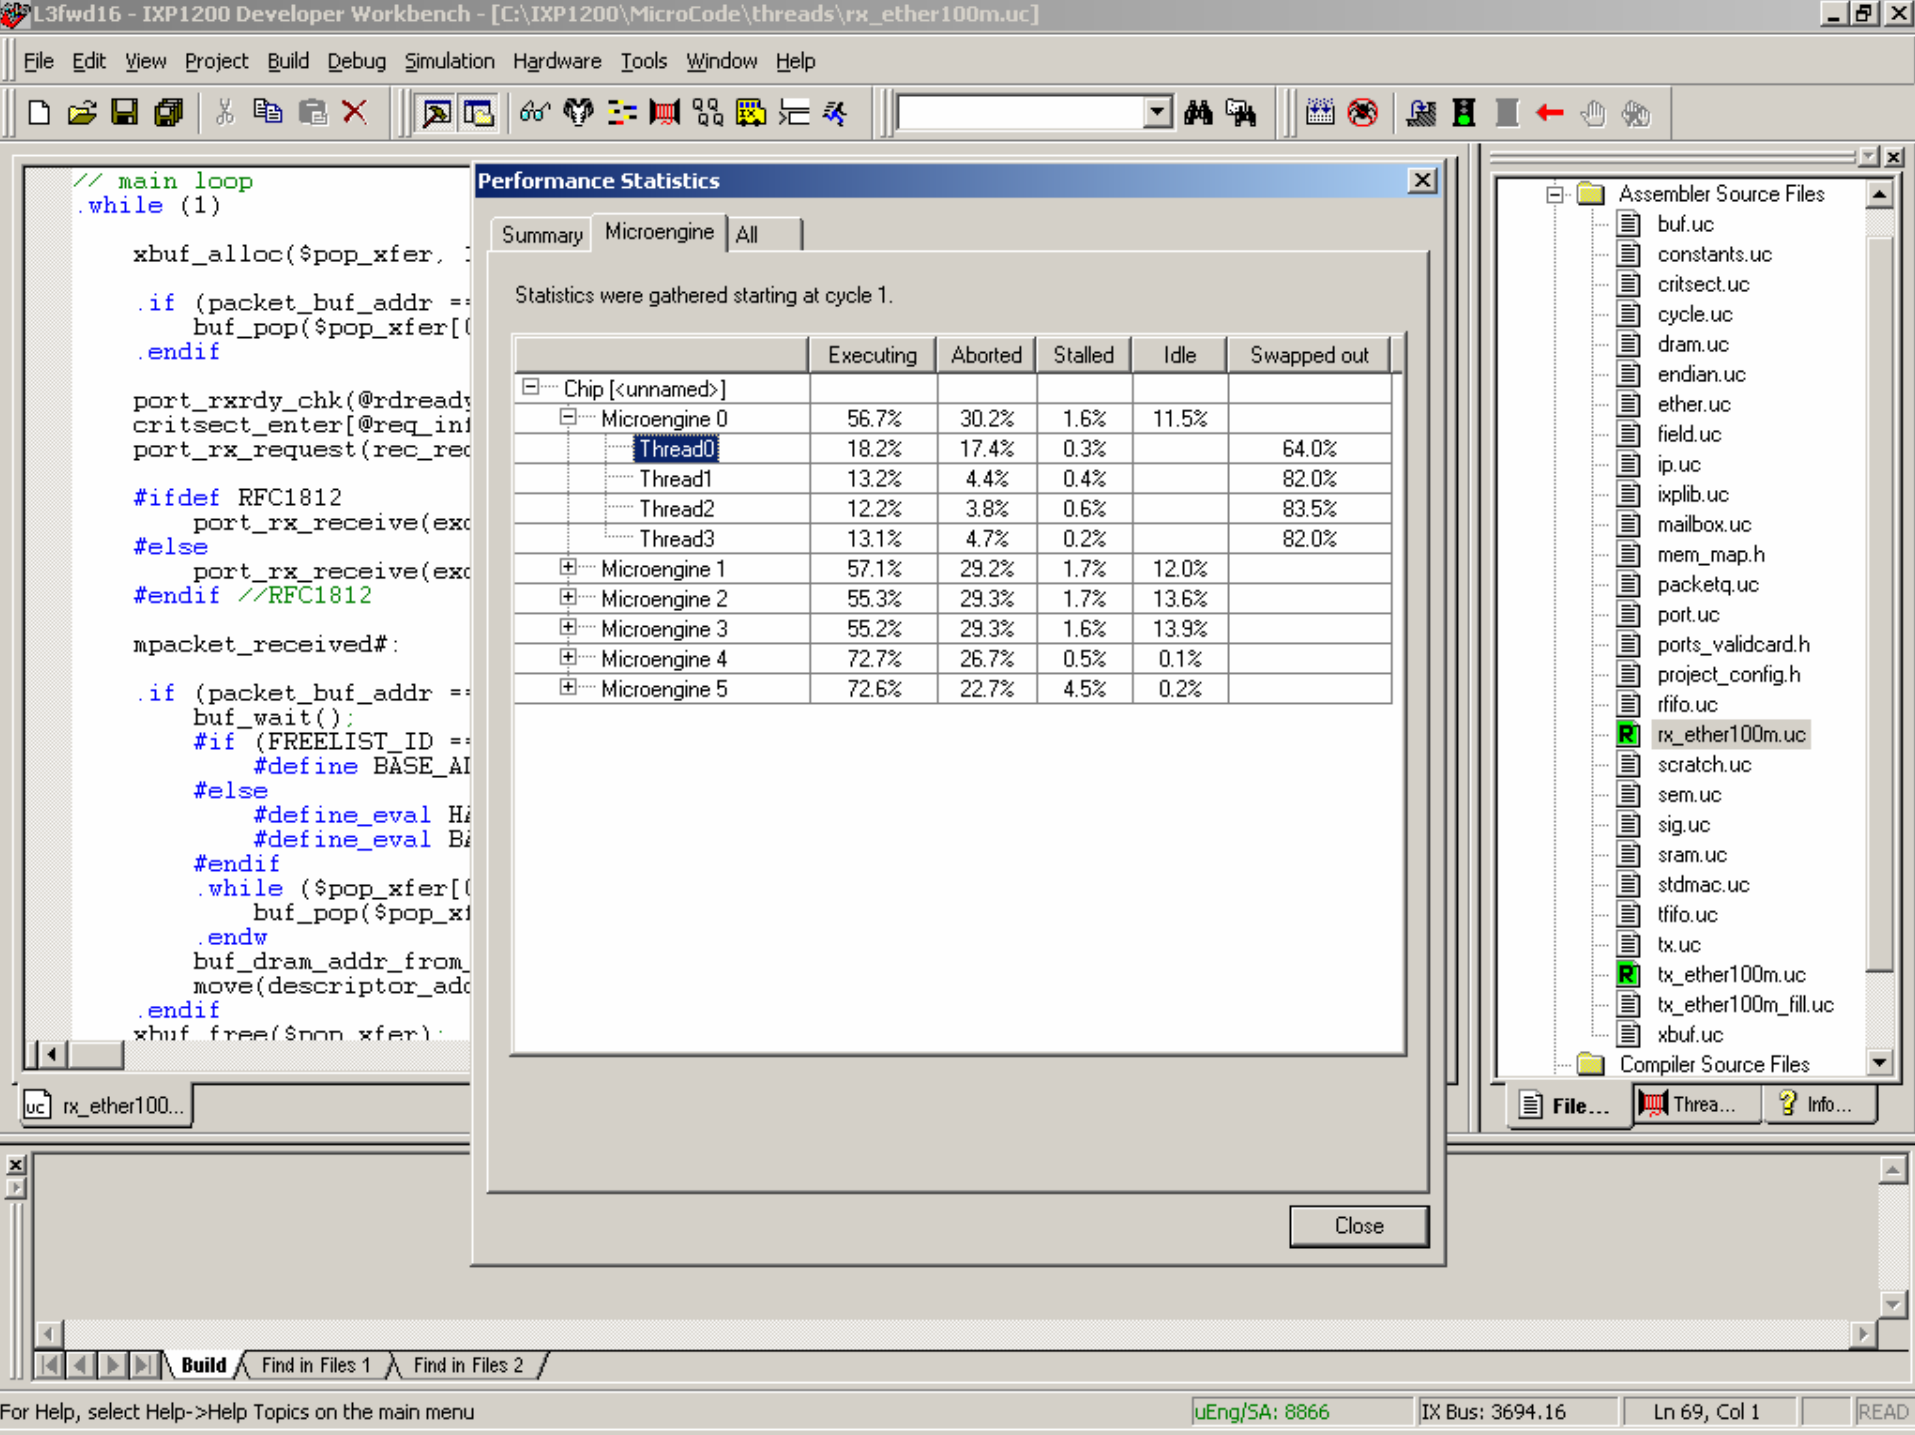 L3fwd16 - IXP1200 Developer Workbench - [C:\IXP1200\MicroCode\threads\rx_ether100m.uc]
File Edit View Project Build Debug Simulation Hardware Tools Window Help
// main loop
.while (1)
xbuf_alloc($pop_xfer,
.if (packet_buf_addr ==
buf_pop($pop_xfer[
.endif
port_rxrdy_chk(@rdready
critsect_enter[@req_in
port_rx_request(rec_rec
#ifdef RFC1812
port_rx_receive(exc
#else
port_rx_receive(exc
#endif //RFC1812
mpacket_received#:
.if (packet_buf_addr ==
buf_wait();
#if (FREELIST_ID ==
#define BASE_A
#else
#define_eval H
#define_eval B
#endif
.while ($pop_xfer[
buf_pop($pop_x
.endw
buf_dram_addr_from_
move(descriptor_add
.endif
xbuf_free($pop_xfer);
uc rx_ether100...
Performance Statistics
Summary Microengine All
Statistics were gathered starting at cycle 1.
Executing Aborted Stalled Idle Swapped out
Chip [<unnamed>]
Microengine 0 56.7% 30.2% 1.6% 11.5%
Thread0 18.2% 17.4% 0.3% 64.0%
Thread1 13.2% 4.4% 0.4% 82.0%
Thread2 12.2% 3.8% 0.6% 83.5%
Thread3 13.1% 4.7% 0.2% 82.0%
Microengine 1 57.1% 29.2% 1.7% 12.0%
Microengine 2 55.3% 29.3% 1.7% 13.6%
Microengine 3 55.2% 29.3% 1.6% 13.9%
Microengine 4 72.7% 26.7% 0.5% 0.1%
Microengine 5 72.6% 22.7% 4.5% 0.2%
Close
Assembler Source Files
buf.uc
constants.uc
critsect.uc
cycle.uc
dram.uc
endian.uc
ether.uc
field.uc
ip.uc
ixplib.uc
mailbox.uc
mem_map.h
packetq.uc
port.uc
ports_validcard.h
project_config.h
rfifo.uc
R rx_ether100m.uc
scratch.uc
sem.uc
sig.uc
sram.uc
stdmac.uc
tfifo.uc
tx.uc
R tx_ether100m.uc
tx_ether100m_fill.uc
xbuf.uc
Compiler Source Files
File... Threa... Info...
Build Find in Files 1 Find in Files 2
For Help, select Help->Help Topics on the main menu
uEng/SA: 8866 IX Bus: 3694.16 Ln 69, Col 1 READ